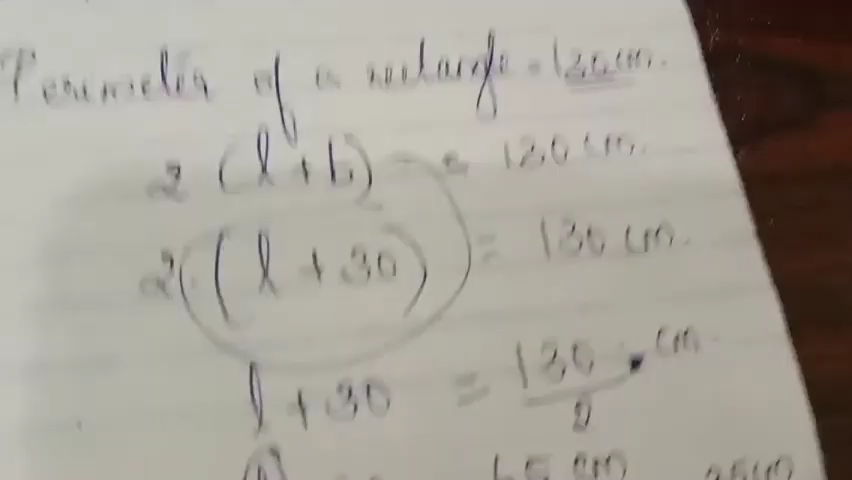 Perimeter of a rectangle = 130 cm.
2 (l + b) = 130 cm.
2 (l + 30) = 130 cm.
l + 30 = 130/2 cm.
65 cm